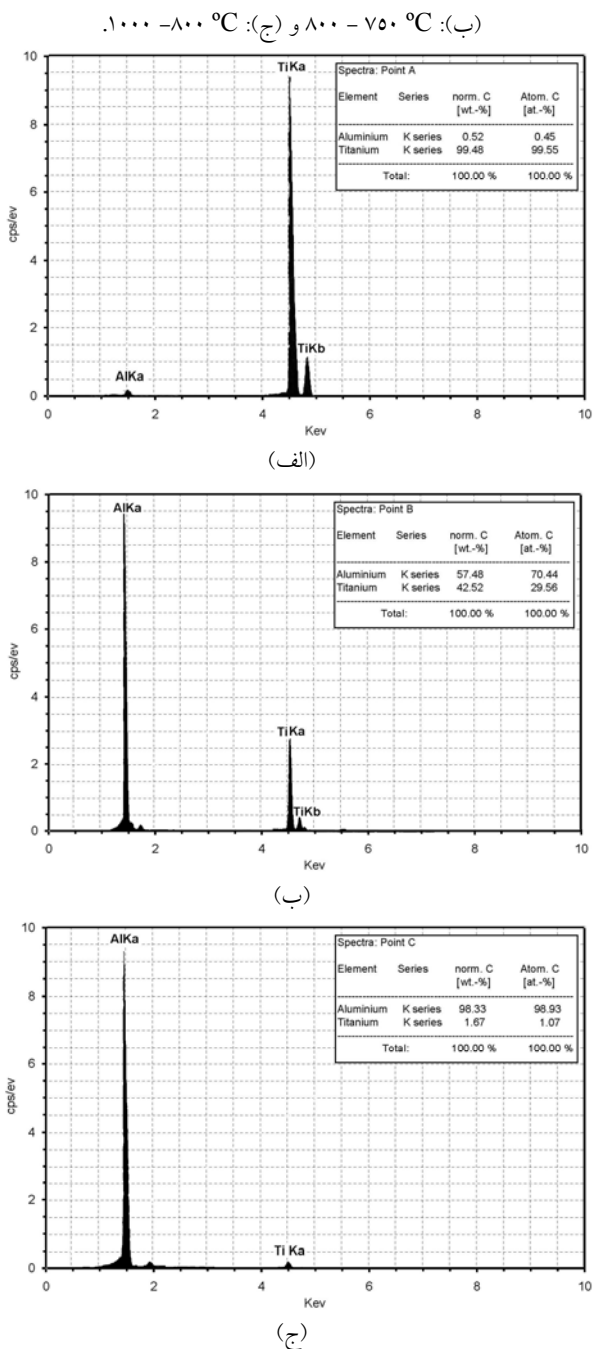 (ب): ºC ۷۵۰ – ۸۰۰ و (ج): ºC ۸۰۰– ۱۰۰۰.
10
8
6
4
2
0
cps/ev
TiKa
TiKb
AlKa
Spectra: Point A
Element Series norm. C Atom. C
[wt.-%] [at.-%]
Aluminium K series 0.52 0.45
Titanium K series 99.48 99.55
Total: 100.00 % 100.00 %
0 2 4 6 8 10
Kev
(الف)
10
8
6
4
2
0
cps/ev
AlKa
TiKa
TiKb
Spectra: Point B
Element Series norm. C Atom. C
[wt.-%] [at.-%]
Aluminium K series 57.48 70.44
Titanium K series 42.52 29.56
Total: 100.00 % 100.00 %
0 2 4 6 8 10
Kev
(ب)
10
8
6
4
2
0
cps/ev
AlKa
Ti Ka
Spectra: Point C
Element Series norm. C Atom. C
[wt.-%] [at.-%]
Aluminium K series 98.33 98.93
Titanium K series 1.67 1.07
Total: 100.00 % 100.00 %
0 2 4 6 8 10
Kev
(ج)